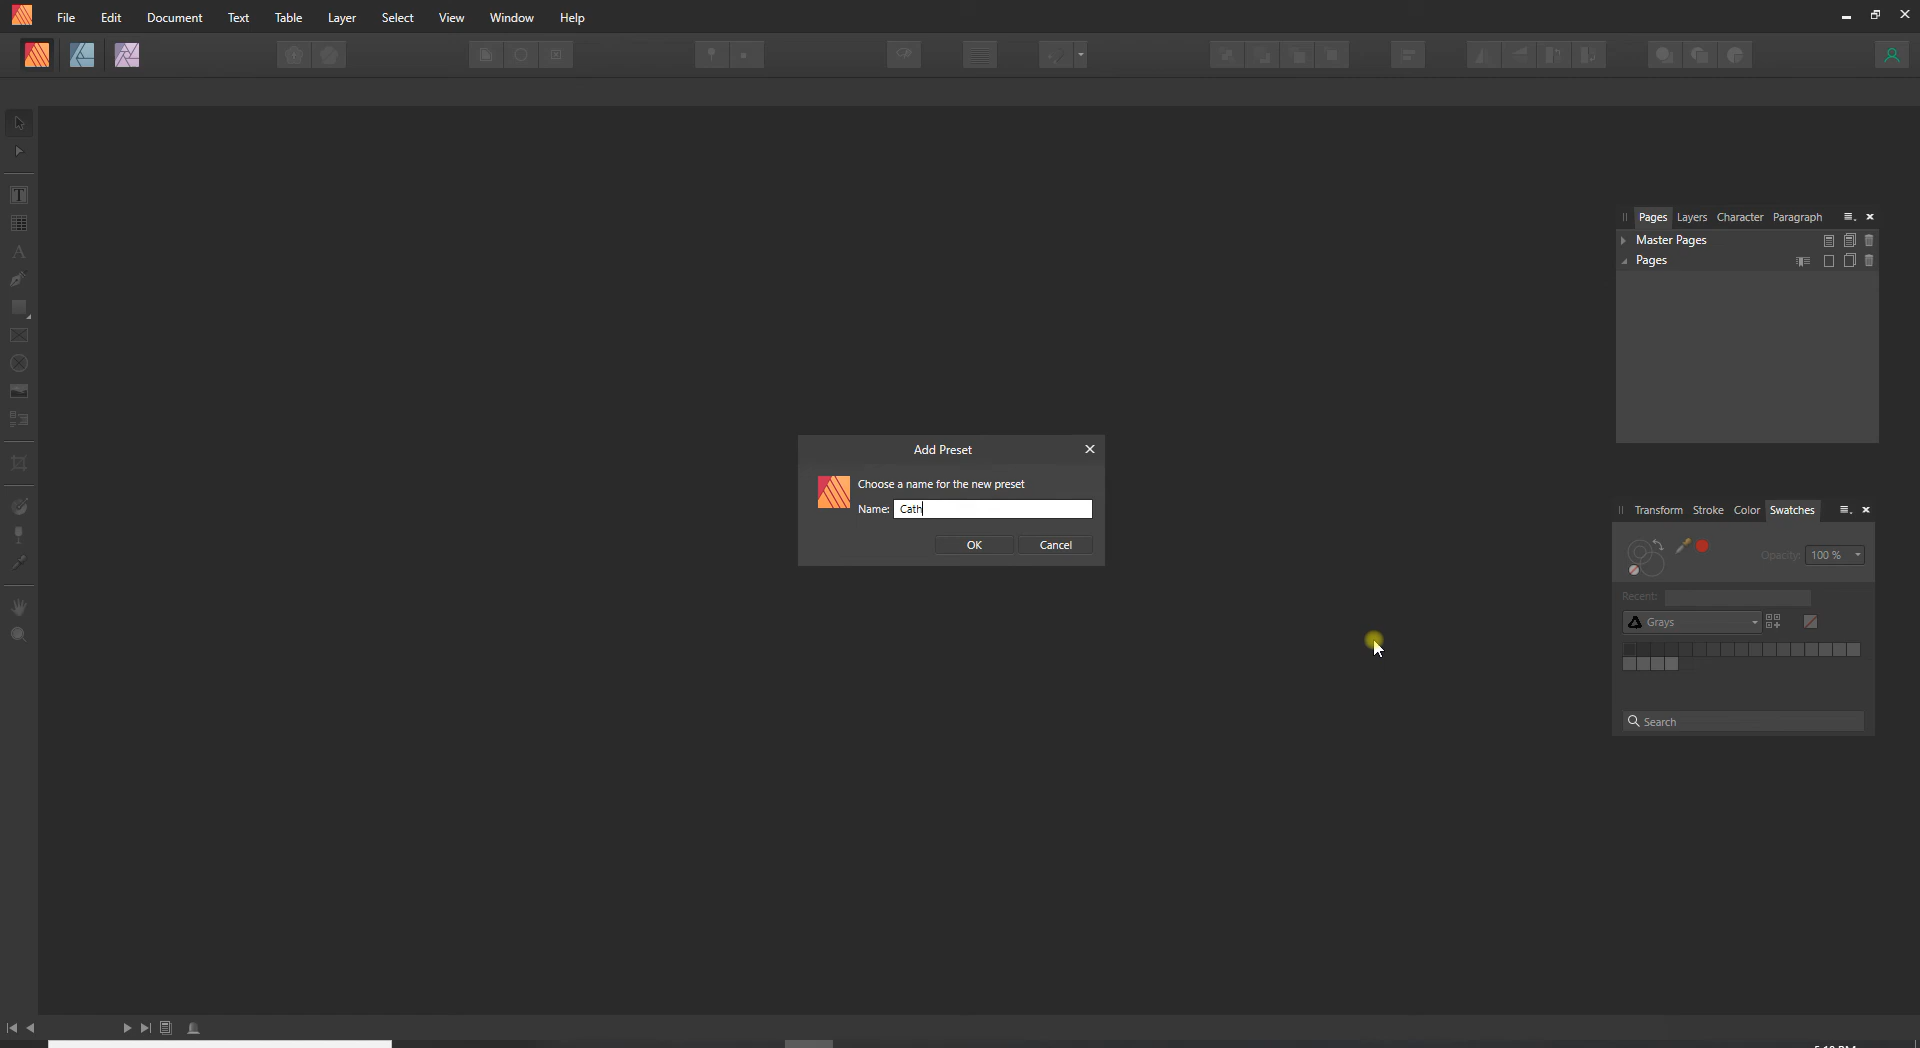 File Edit Document Text Table Layer Select View Window Help
Pages Layers Character Paragraph
Master Pages
Pages
Add Preset
Choose a name for the new preset
Name: Cath
OK Cancel
Transform Stroke Color Swatches
Opacity: 100 %
Recent:
Grays
Search